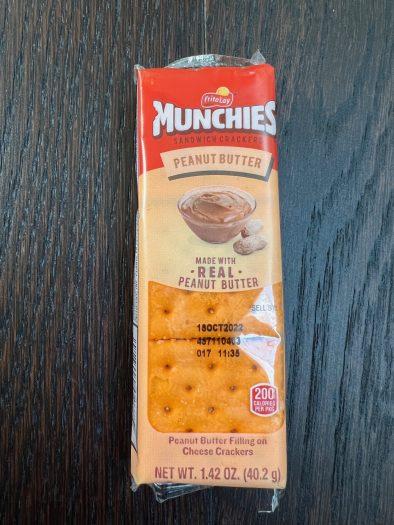 FritoLay
MUNCHIES
SANDWICH CRACKERS
PEANUT BUTTER
MADE WITH
• REAL •
PEANUT BUTTER
SELL BY
18OCT2022
457110403
017 11:35
200
CALORIES
PER PKG
Peanut Butter Filling on
Cheese Crackers
NET WT. 1.42 OZ. (40.2 g)